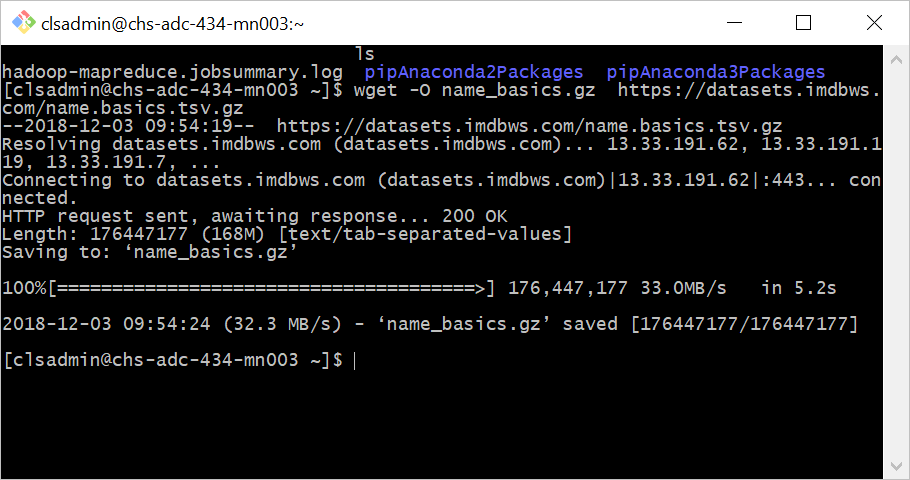 clsadmin@chs-adc-434-mn003:~
ls
hadoop-mapreduce.jobsummary.log  pipAnaconda2Packages  pipAnaconda3Packages
[clsadmin@chs-adc-434-mn003 ~]$ wget -O name_basics.gz  https://datasets.imdbws.
com/name.basics.tsv.gz
--2018-12-03 09:54:19--  https://datasets.imdbws.com/name.basics.tsv.gz
Resolving datasets.imdbws.com (datasets.imdbws.com)... 13.33.191.62, 13.33.191.1
19, 13.33.191.7, ...
Connecting to datasets.imdbws.com (datasets.imdbws.com)|13.33.191.62|:443... con
nected.
HTTP request sent, awaiting response... 200 OK
Length: 176447177 (168M) [text/tab-separated-values]
Saving to: ‘name_basics.gz’
100%[======================================>] 176,447,177 33.0MB/s   in 5.2s
2018-12-03 09:54:24 (32.3 MB/s) - ‘name_basics.gz’ saved [176447177/176447177]
[clsadmin@chs-adc-434-mn003 ~]$